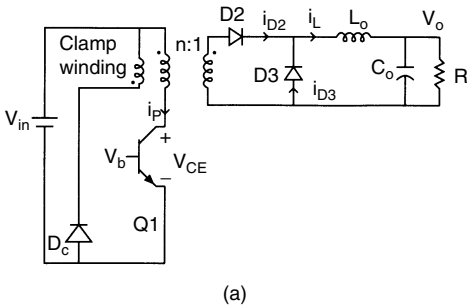 D2
i_D2
i_L
L_o
V_o
Clamp
winding
n:1
D3
i_D3
C_o
R
V_in
i_P
+
V_b
V_CE
−
Q1
D_c
(a)